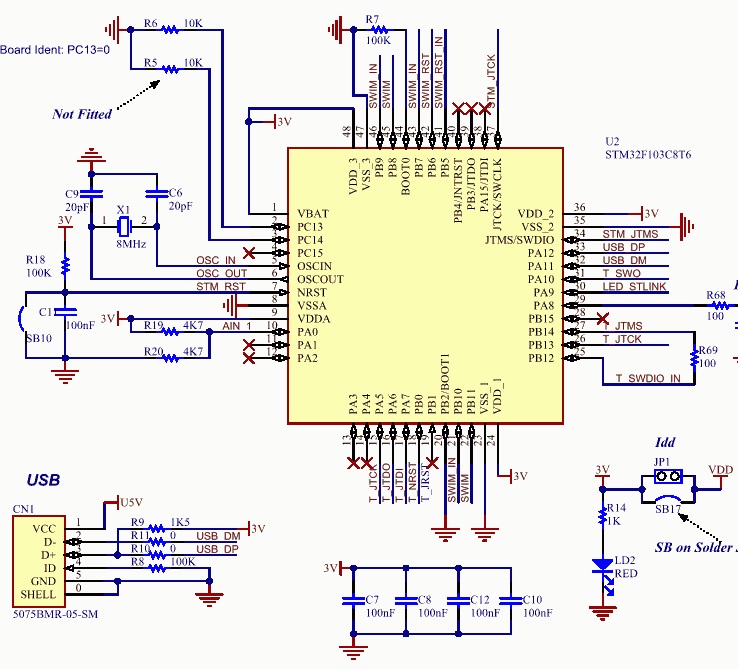 R6 10K
R7
100K
Board Ident: PC13=0
R5 10K
Not Fitted
SWIM_IN
SWIM
SWIM_IN
SWIM
SWIM_RST
SWIM_RST_IN
STM_JTCK
3V
48
47
46
45
44
43
42
41
40
39
38
37
U2
STM32F103C8T6
VDD_3
VSS_3
PB9
PB8
BOOT0
PB7
PB6
PB5
PB4/JNTRST
PB3/JTDO
PA15/JTDI
JTCK/SWCLK
C9
20pF
C6
20pF
X1
1 2
8MHz
3V
R18
100K
OSC_IN
OSC_OUT
STM_RST
C1
100nF
SB10
3V
R19 4K7 AIN_1
R20 4K7
1 VBAT
2 PC13
3 PC14
4 PC15
5 OSCIN
6 OSCOUT
7 NRST
8 VSSA
9 VDDA
10 PA0
11 PA1
12 PA2
VDD_2 36 3V
VSS_2 35
JTMS/SWDIO 34 STM_JTMS
PA12 33 USB_DP
PA11 32 USB_DM
PA10 31 T_SWO
PA9 30 LED_STLINK
PA8 29
PB15 28
PB14 27 T_JTMS
PB13 26 T_JTCK
PB12 25
R68
100
R69
100
T_SWDIO_IN
PA3
PA4
PA5
PA6
PA7
PB0
PB1
PB2/BOOT1
PB10
PB11
VSS_1
VDD_1
13
14
15
16
17
18
19
20
21
22
23
24
T_JTCK
T_JTDO
T_JTDI
T_NRST
T_JRST
SWIM_IN
SWIM
3V
Idd
JP1
3V
VDD
SB17
R14
1K
SB on Solder
LD2
RED
USB
CN1
U5V
VCC 1
D- 2
D+ 3
ID 4
GND 5
SHELL 0
5075BMR-05-SM
R9 1K5 3V
R11 0 USB_DM
R10 0 USB_DP
R8 100K
3V
C7
100nF
C8
100nF
C12
100nF
C10
100nF